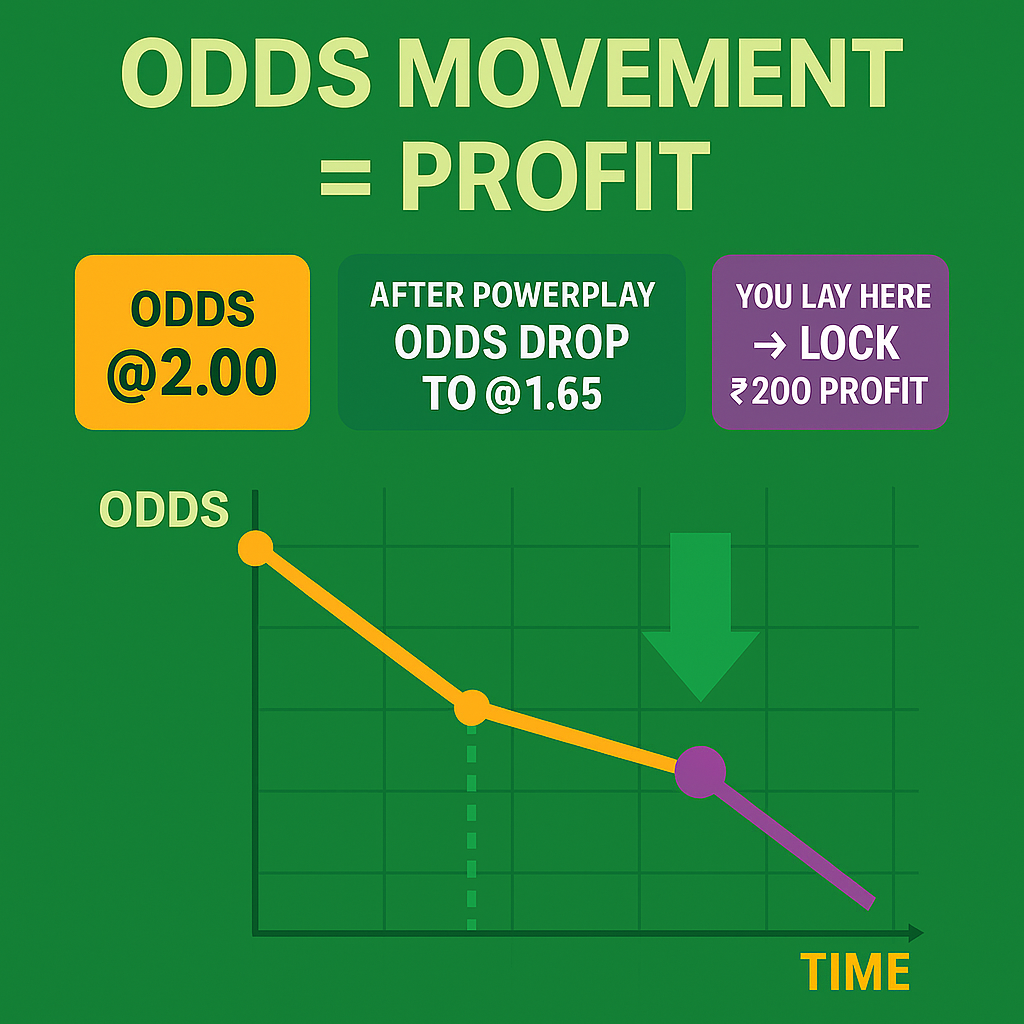 ODDS MOVEMENT
= PROFIT
ODDS
@2.00
AFTER POWERPLAY
ODDS DROP
TO @1.65
YOU LAY HERE
→ LOCK
₹200 PROFIT
ODDS
TIME